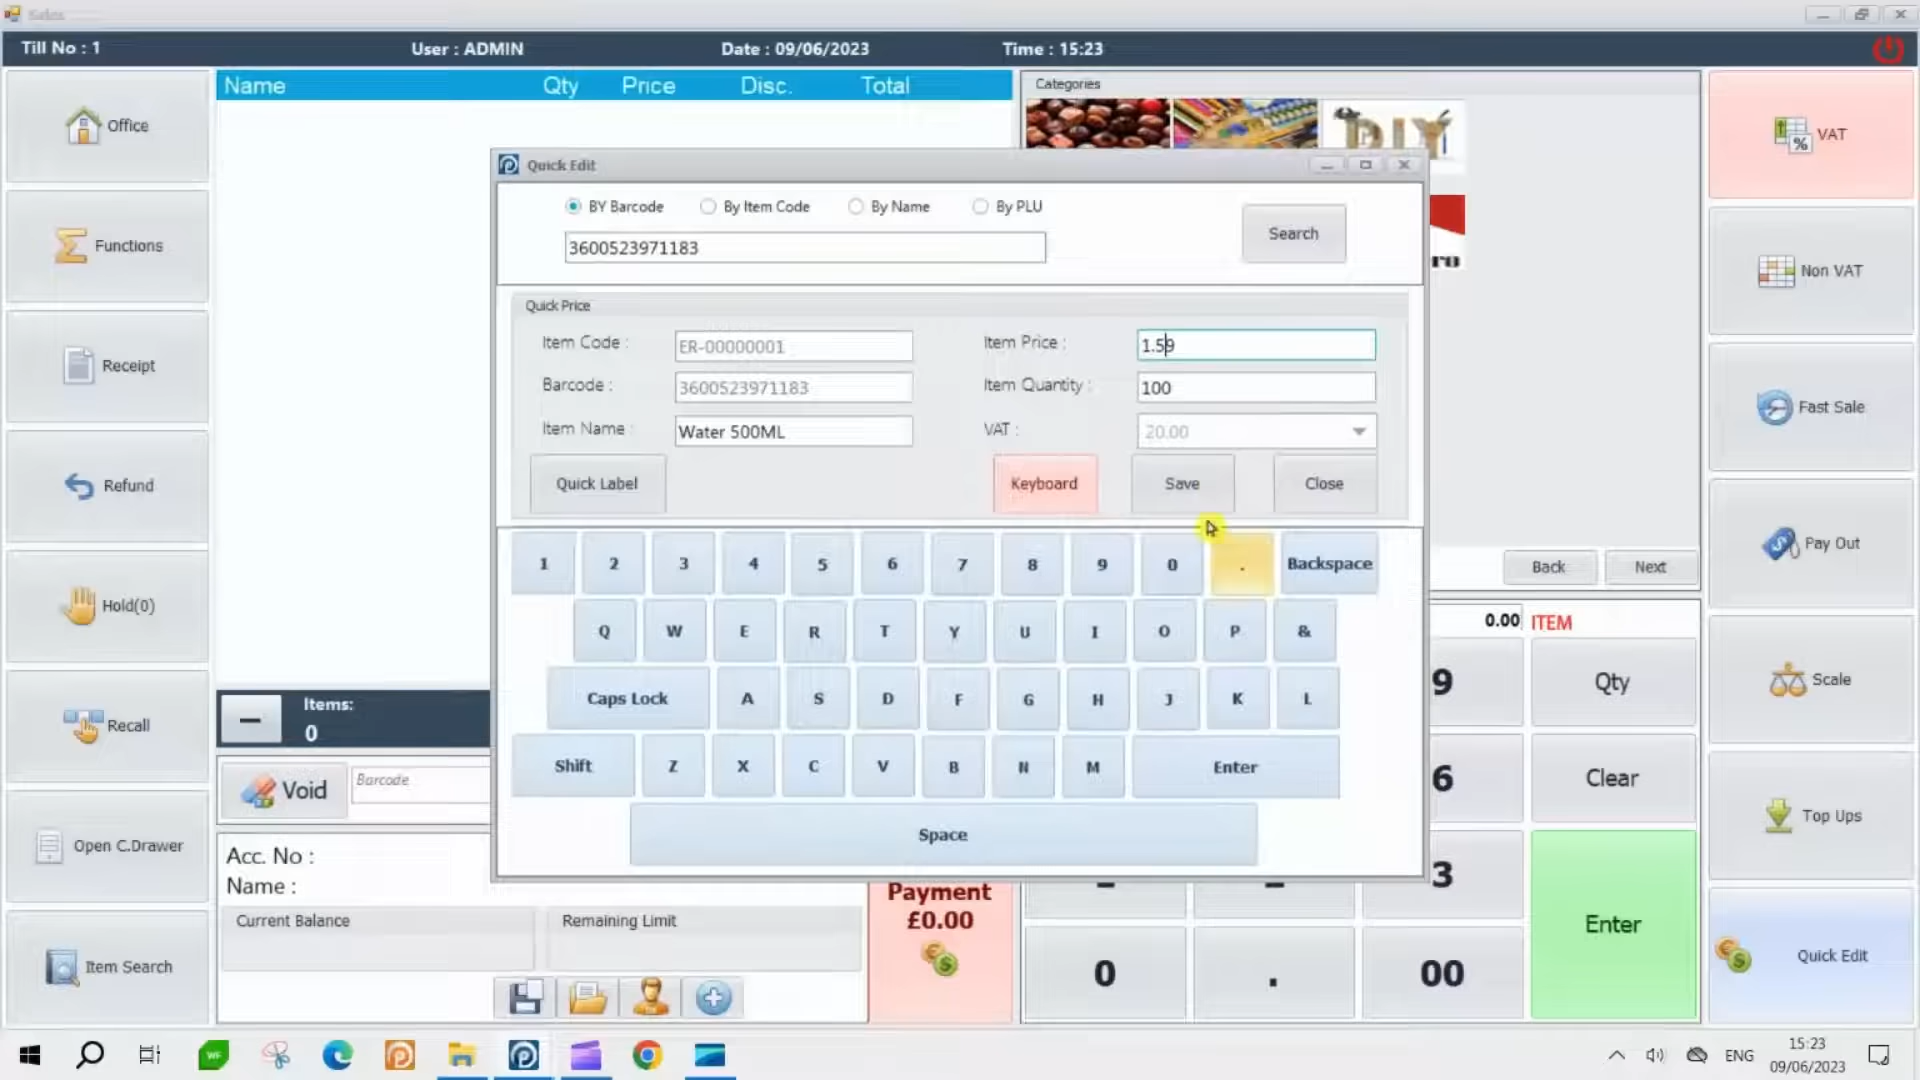 Sales
Till No : 1
User : ADMIN
Date : 09/06/2023
Time : 15:23
Office
Functions
Receipt
Refund
Hold(0)
Recall
Open C.Drawer
Item Search
Name Qty Price Disc. Total
Categories
DIY
Quick Edit
BY Barcode By Item Code By Name By PLU
3600523971183
Search
Quick Price
Item Code : ER-00000001
Item Price : 1.59
Barcode : 3600523971183
Item Quantity : 100
Item Name : Water 500ML
VAT : 20.00
Quick Label Keyboard Save Close
1 2 3 4 5 6 7 8 9 0 . Backspace
Q W E R T Y U I O P &
Caps Lock A S D F G H J K L
Shift Z X C V B N M Enter
Space
Items:
0
Void
Barcode
Acc. No :
Name :
Current Balance
Remaining Limit
Payment
£0.00
Back Next
0.00 ITEM
9 Qty
6 Clear
3
Enter
0 . 00
VAT
Non VAT
Fast Sale
Pay Out
Scale
Top Ups
Quick Edit
WF
ENG
15:23
09/06/2023